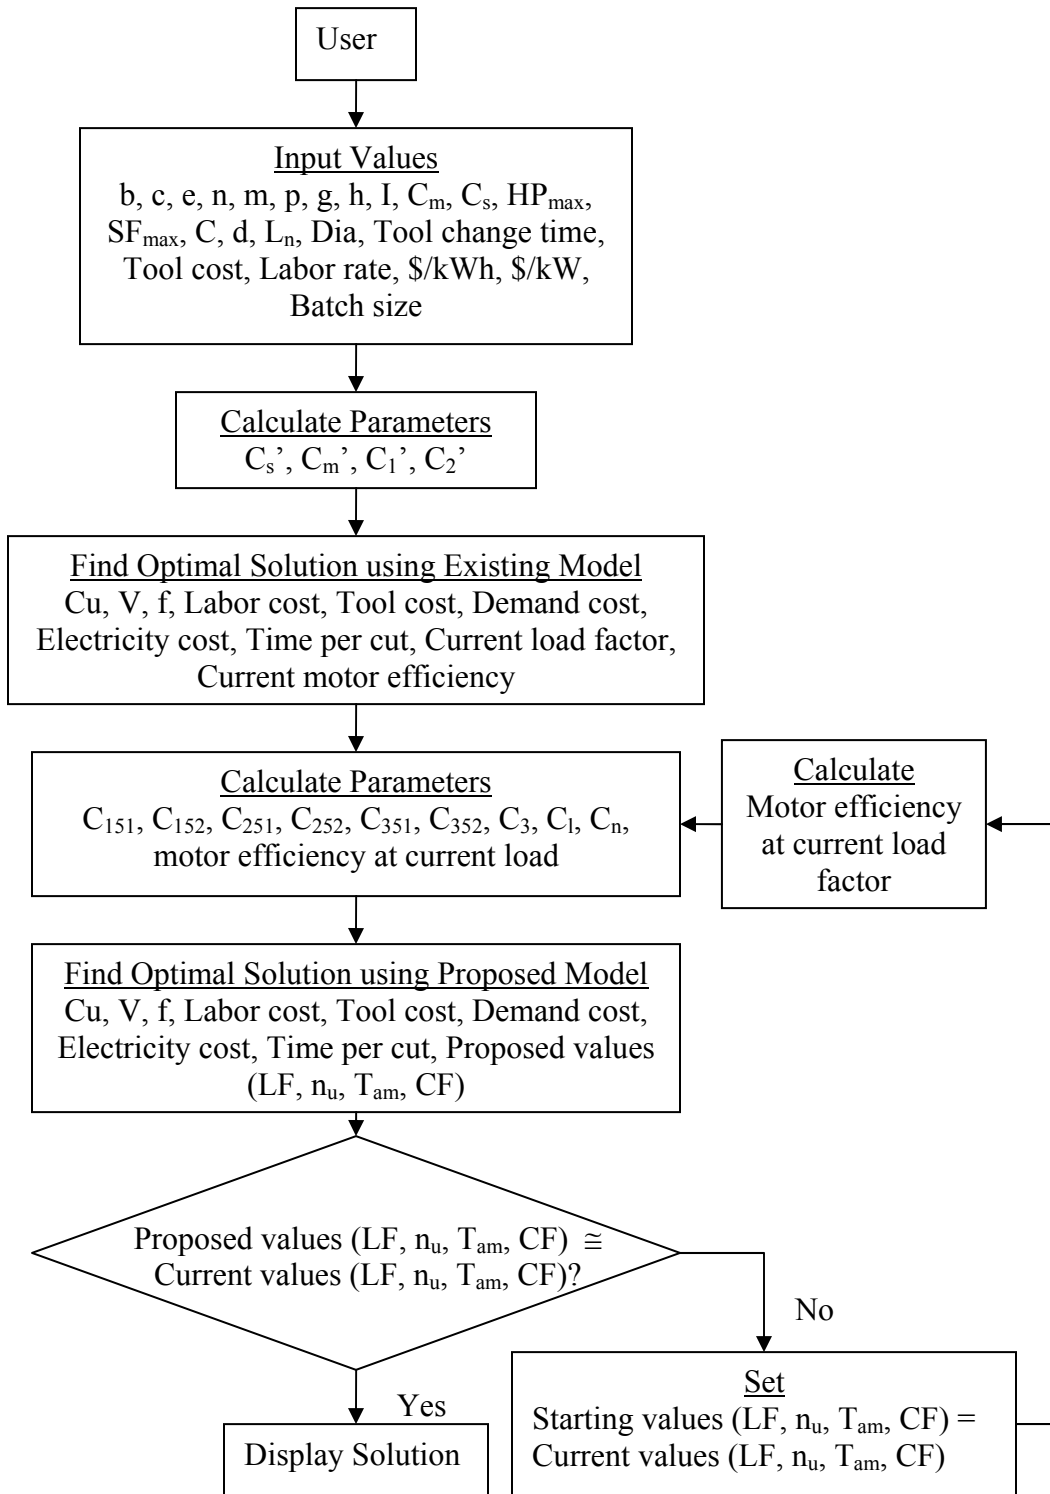 User
Input Values
b, c, e, n, m, p, g, h, I, Cₘ, Cₛ, HPₘₐₓ,
SFₘₐₓ, C, d, Lₙ, Dia, Tool change time,
Tool cost, Labor rate, $/kWh, $/kW,
Batch size
Calculate Parameters
Cₛ’, Cₘ’, C₁’, C₂’
Find Optimal Solution using Existing Model
Cu, V, f, Labor cost, Tool cost, Demand cost,
Electricity cost, Time per cut, Current load factor,
Current motor efficiency
Calculate Parameters
C₁₅₁, C₁₅₂, C₂₅₁, C₂₅₂, C₃₅₁, C₃₅₂, C₃, Cₗ, Cₙ,
motor efficiency at current load
Calculate
Motor efficiency
at current load
factor
Find Optimal Solution using Proposed Model
Cu, V, f, Labor cost, Tool cost, Demand cost,
Electricity cost, Time per cut, Proposed values
(LF, nᵤ, Tₐₘ, CF)
Proposed values (LF, nᵤ, Tₐₘ, CF) ≅
Current values (LF, nᵤ, Tₐₘ, CF)?
No
Yes
Display Solution
Set
Starting values (LF, nᵤ, Tₐₘ, CF) =
Current values (LF, nᵤ, Tₐₘ, CF)